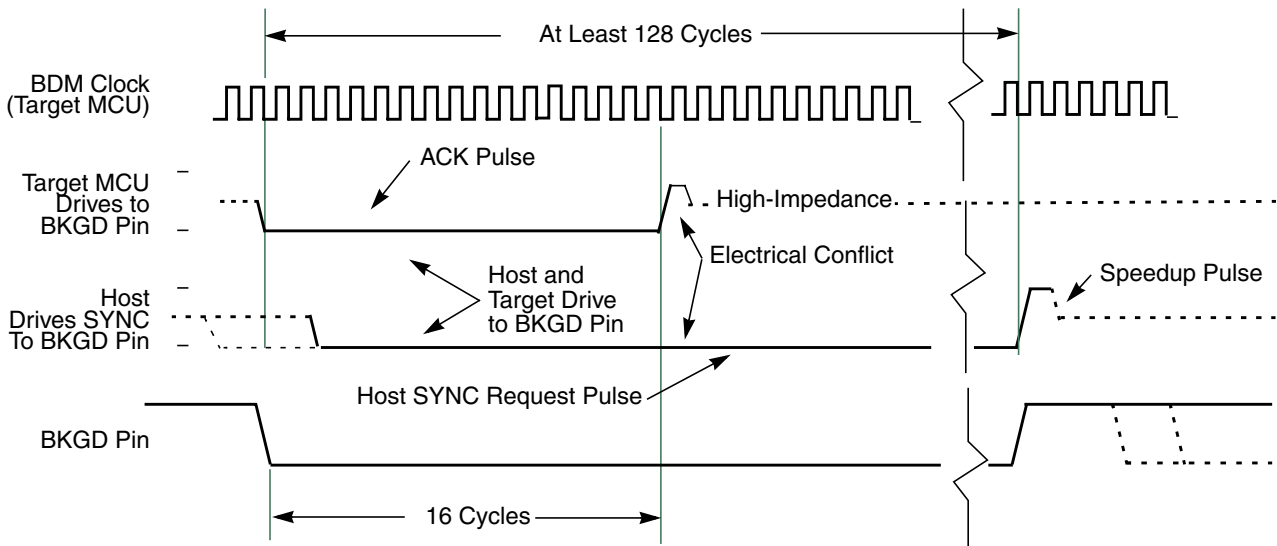 At Least 128 Cycles
BDM Clock
(Target MCU)
ACK Pulse
Target MCU
Drives to
BKGD Pin
High-Impedance
Electrical Conflict
Host and
Target Drive
to BKGD Pin
Speedup Pulse
Host
Drives SYNC
To BKGD Pin
Host SYNC Request Pulse
BKGD Pin
16 Cycles